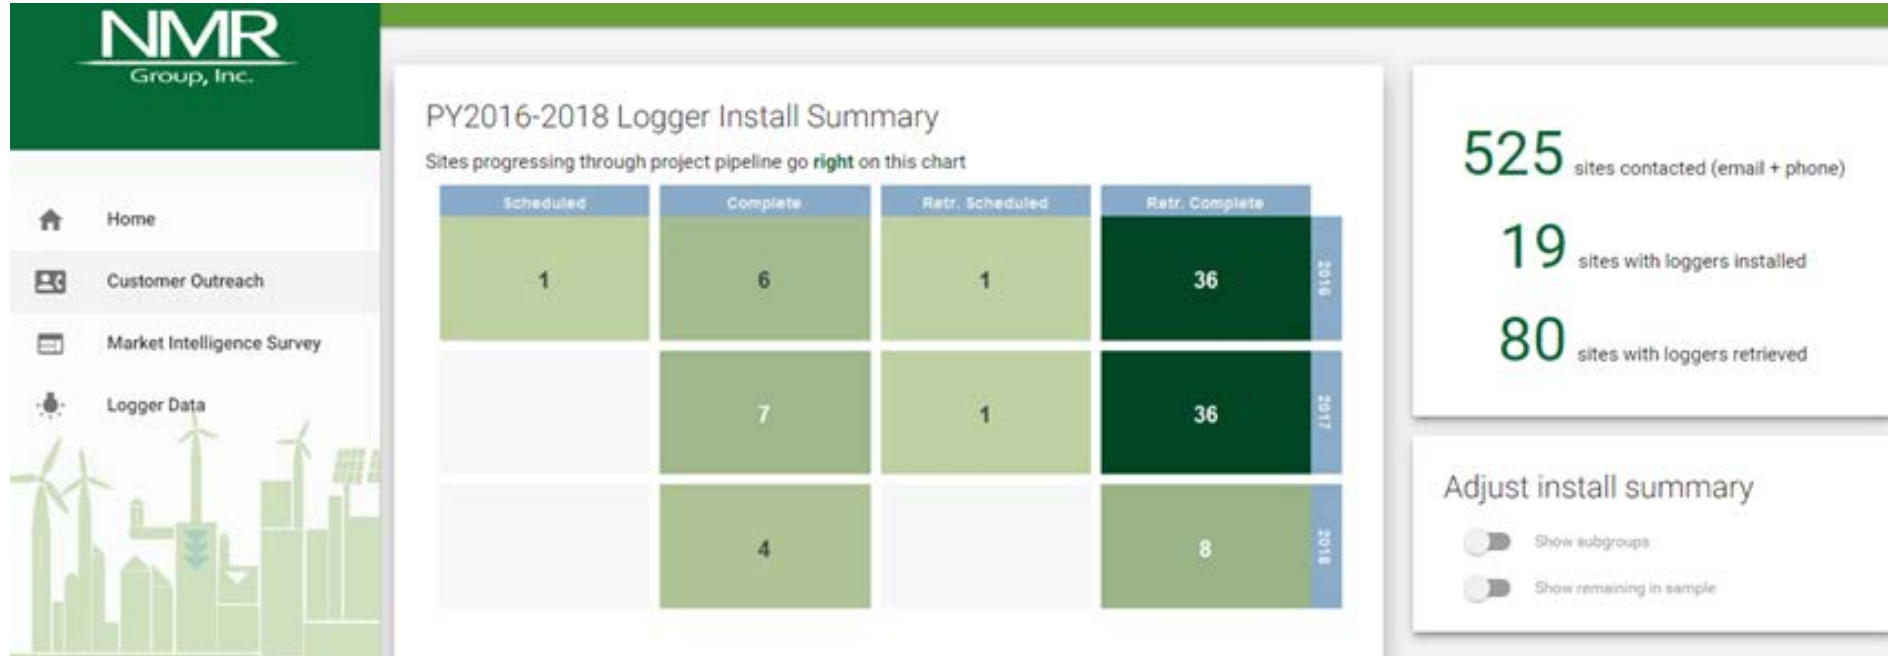 NMR
Group, Inc.
Home
Customer Outreach
Market Intelligence Survey
Logger Data
PY2016-2018 Logger Install Summary
Sites progressing through project pipeline go right on this chart
Scheduled Complete Retr. Scheduled Retr. Complete
1 6 1 36 2016
7 1 36 2017
4 8 2018
525 sites contacted (email + phone)
19 sites with loggers installed
80 sites with loggers retrieved
Adjust install summary
Show subgroups
Show remaining in sample